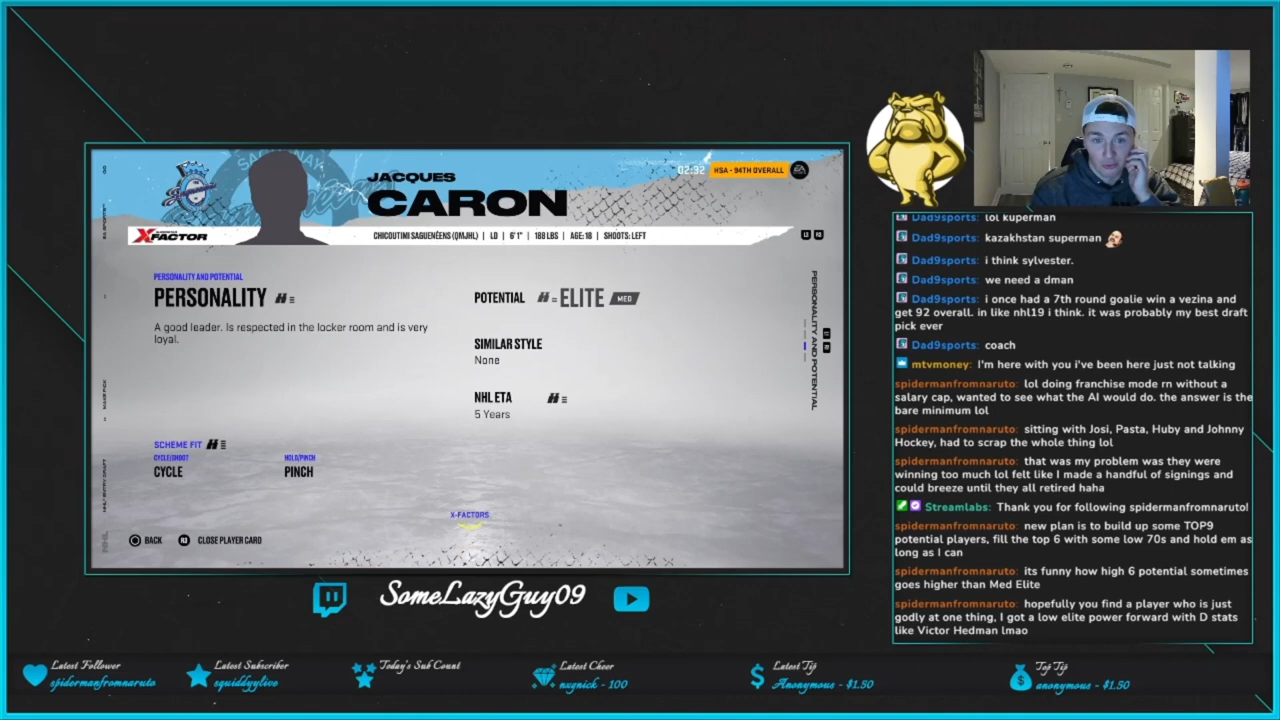 JACQUES
CARON
02:32
HSA - 94TH OVERALL
X FACTOR
CHICOUTIMI SAGUENÉENS (QMJHL) | LD | 6'1" | 188 LBS | AGE: 18 | SHOOTS: LEFT
PERSONALITY AND POTENTIAL
PERSONALITY
A good leader. Is respected in the locker room and is very
loyal.
POTENTIAL ELITE MED
SIMILAR STYLE
None
NHL ETA
5 Years
SCHEME FIT
CYCLE/SHOOT HOLD/PINCH
CYCLE PINCH
X-FACTORS
BACK CLOSE PLAYER CARD
PERSONALITY AND POTENTIAL
NHL
SomeLazyGuy09
Dad9sports: lol kuperman
Dad9sports: kazakhstan superman
Dad9sports: i think sylvester.
Dad9sports: we need a dman
Dad9sports: i once had a 7th round goalie win a vezina and
get 92 overall. in like nhl19 i think. it was probably my best draft
pick ever
Dad9sports: coach
mtvmoney: I'm here with you i've been here just not talking
spidermanfromnaruto: lol doing franchise mode rn without a
salary cap, wanted to see what the AI would do. the answer is the
bare minimum lol
spidermanfromnaruto: sitting with Josi, Pasta, Huby and Johnny
Hockey, had to scrap the whole thing lol
spidermanfromnaruto: that was my problem was they were
winning too much lol felt like I made a handful of signings and
could breeze until they all retired haha
Streamlabs: Thank you for following spidermanfromnaruto!
spidermanfromnaruto: new plan is to build up some TOP9
potential players, fill the top 6 with some low 70s and hold em as
long as I can
spidermanfromnaruto: its funny how high 6 potential sometimes
goes higher than Med Elite
spidermanfromnaruto: hopefully you find a player who is just
godly at one thing, I got a low elite power forward with D stats
like Victor Hedman lmao
Latest Follower
spidermanfromnaruto
Latest Subscriber
squiddyylive
Today's Sub Count
Latest Cheer
nxgnick - 100
Latest Tip
Anonymous - $1.50
Top Tip
anonymous - $1.50